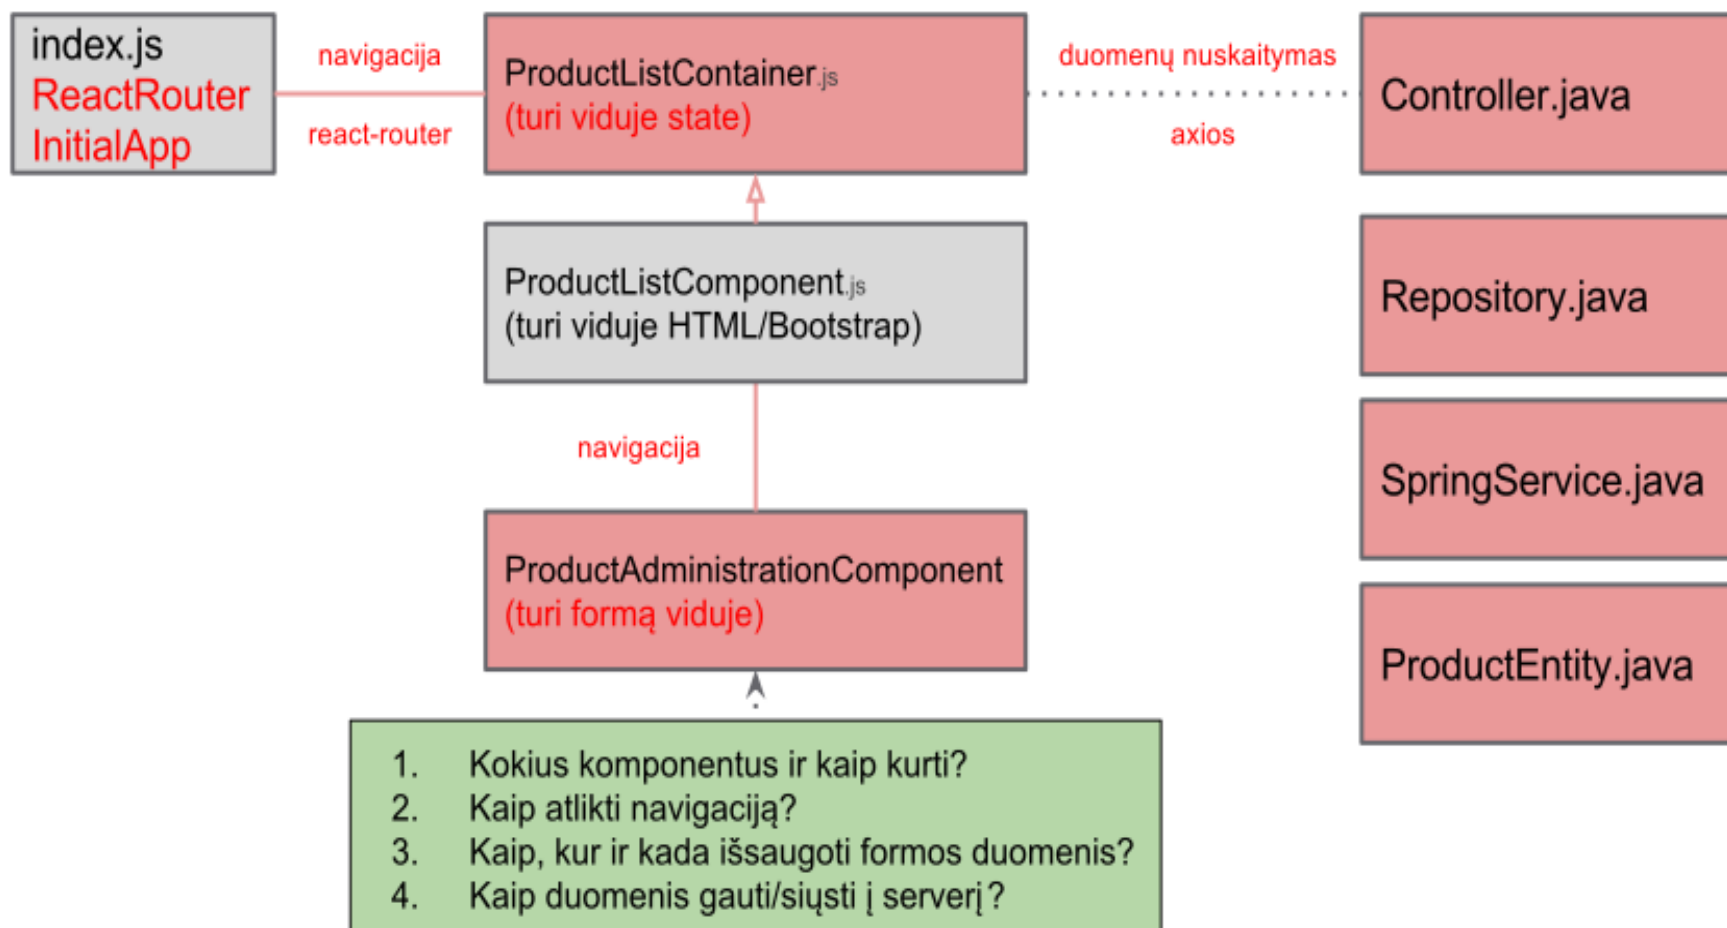 index.js
ReactRouter
InitialApp
navigacija
react-router
ProductListContainer.js
(turi viduje state)
duomenų nuskaitymas
axios
Controller.java
ProductListComponent.js
(turi viduje HTML/Bootstrap)
Repository.java
navigacija
SpringService.java
ProductAdministrationComponent
(turi formą viduje)
ProductEntity.java
1. Kokius komponentus ir kaip kurti?
2. Kaip atlikti navigaciją?
3. Kaip, kur ir kada išsaugoti formos duomenis?
4. Kaip duomenis gauti/siųsti į serverį?